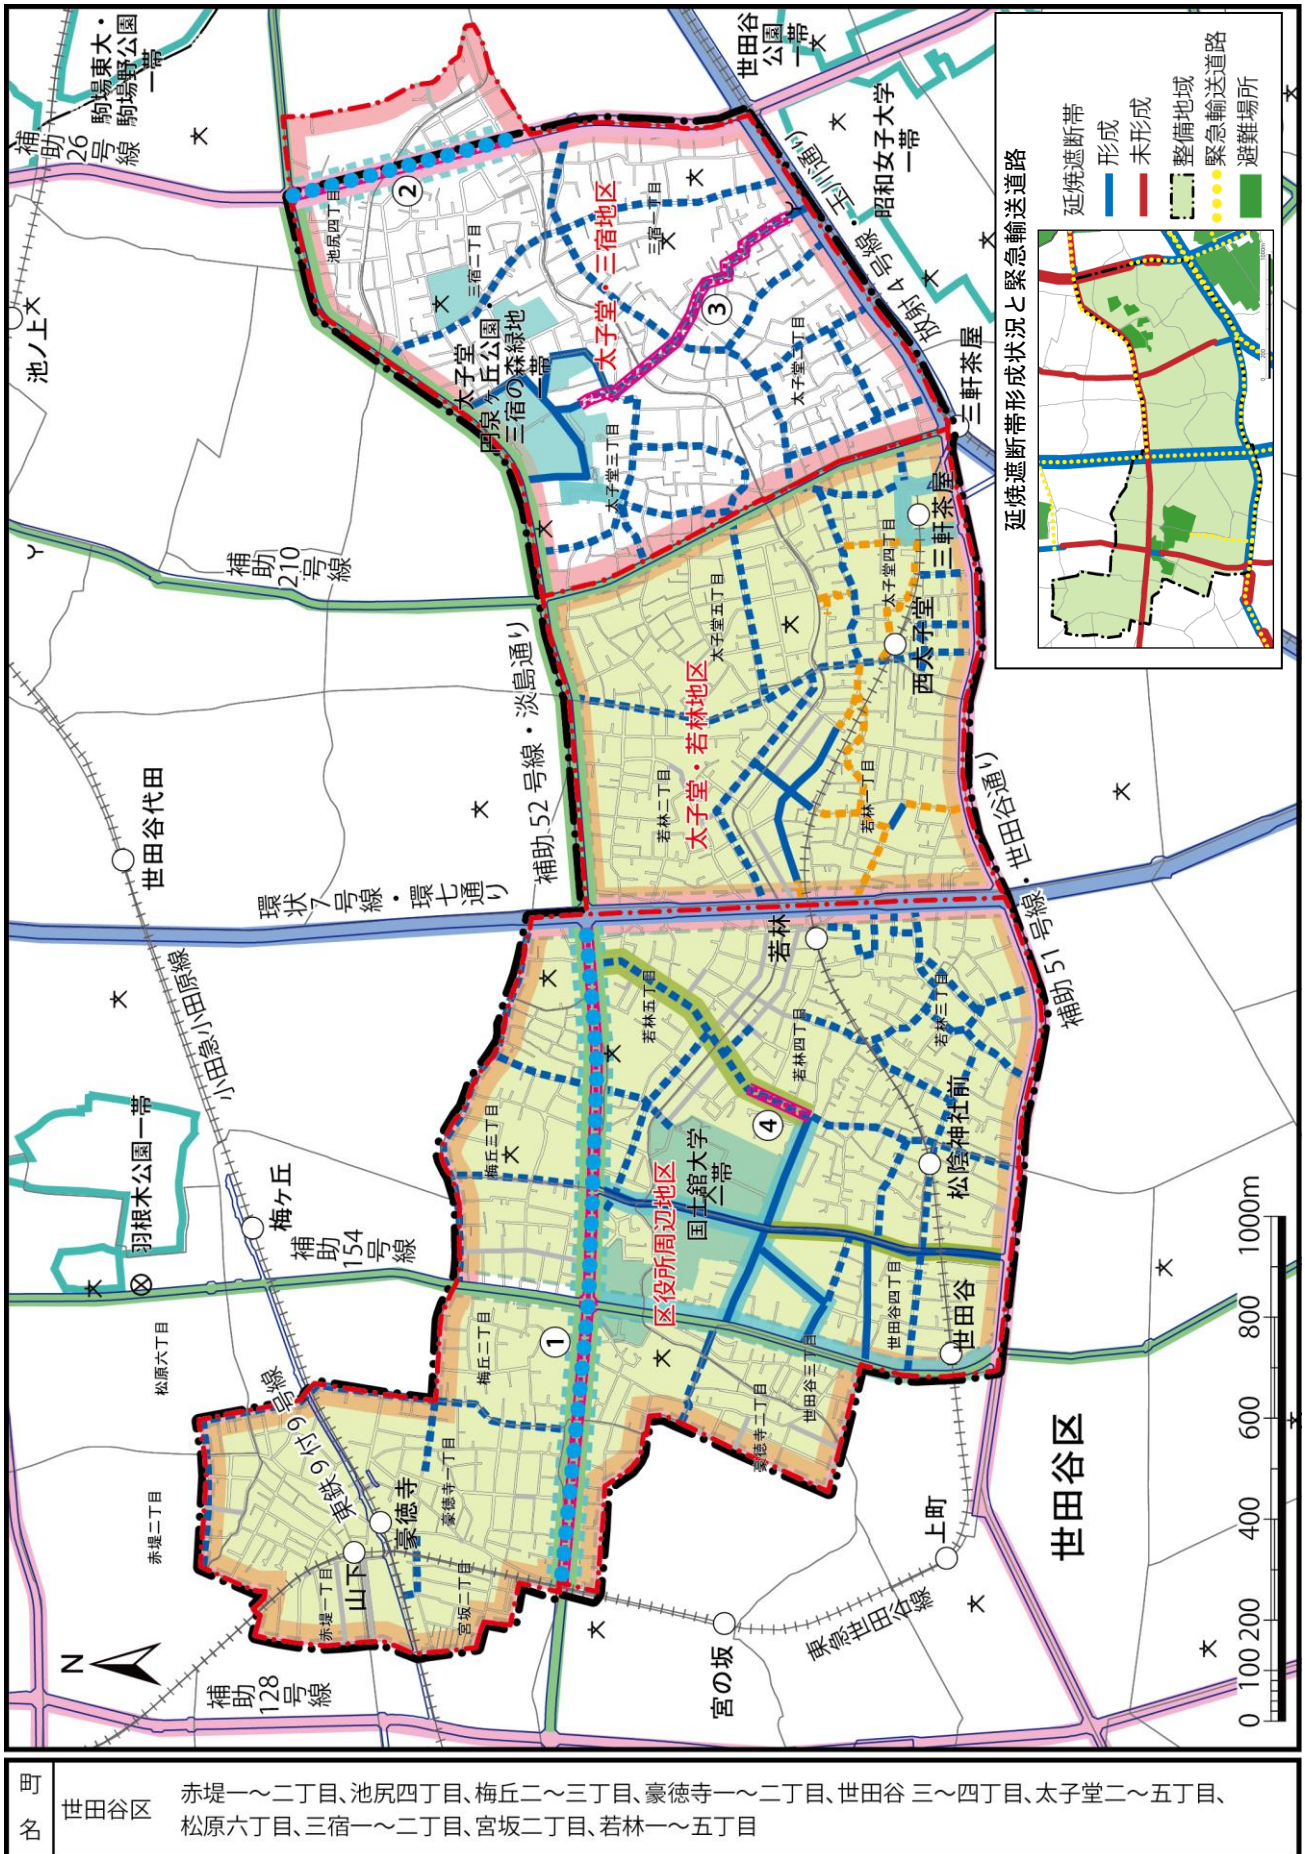 補助
26
号
線
駒場東大・
駒場野公園
一帯
世田谷
公園
一帯
昭和女子大学
一帯
放射4号線・玉川通り
池ノ上
池尻四丁目
②
三宿二丁目
太子堂
円泉ヶ丘公園・
三宿の森緑地
一帯
太子堂・三宿地区
三宿一丁目
③
太子堂二丁目
太子堂三丁目
三軒茶屋
補助
210
号
線
補助52号線・淡島通り
太子堂五丁目
太子堂四丁目
三軒茶屋
西太子堂
太子堂・若林地区
若林二丁目
若林一丁目
世田谷代田
環状
7
号線・環七通り
小田急小田原線
若林
補助51号線・世田谷通り
若林五丁目
若林四丁目
若林三丁目
④
松陰神社前
羽根木公園一帯
梅ヶ丘
補助
154
号
線
梅丘三丁目
区役所周辺地区
国士舘大学
一帯
世田谷四丁目
世田谷
松原六丁目
梅丘二丁目
①
世田谷三丁目
豪徳寺二丁目
赤堤二丁目
東鉄9付9号線
豪徳寺
豪徳寺一丁目
山下
赤堤一丁目
宮坂二丁目
上町
世田谷区
宮の坂
東急世田谷線
補助
128
号
線
N
0 100 200 400 600 800 1000m
延焼遮断帯形成状況と緊急輸送道路
延焼遮断帯
形成
未形成
整備地域
緊急輸送道路
避難場所
町名
世田谷区
赤堤一～二丁目、池尻四丁目、梅丘二～三丁目、豪徳寺一～二丁目、世田谷 三～四丁目、太子堂二～五丁目、
松原六丁目、三宿一～二丁目、宮坂二丁目、若林一～五丁目